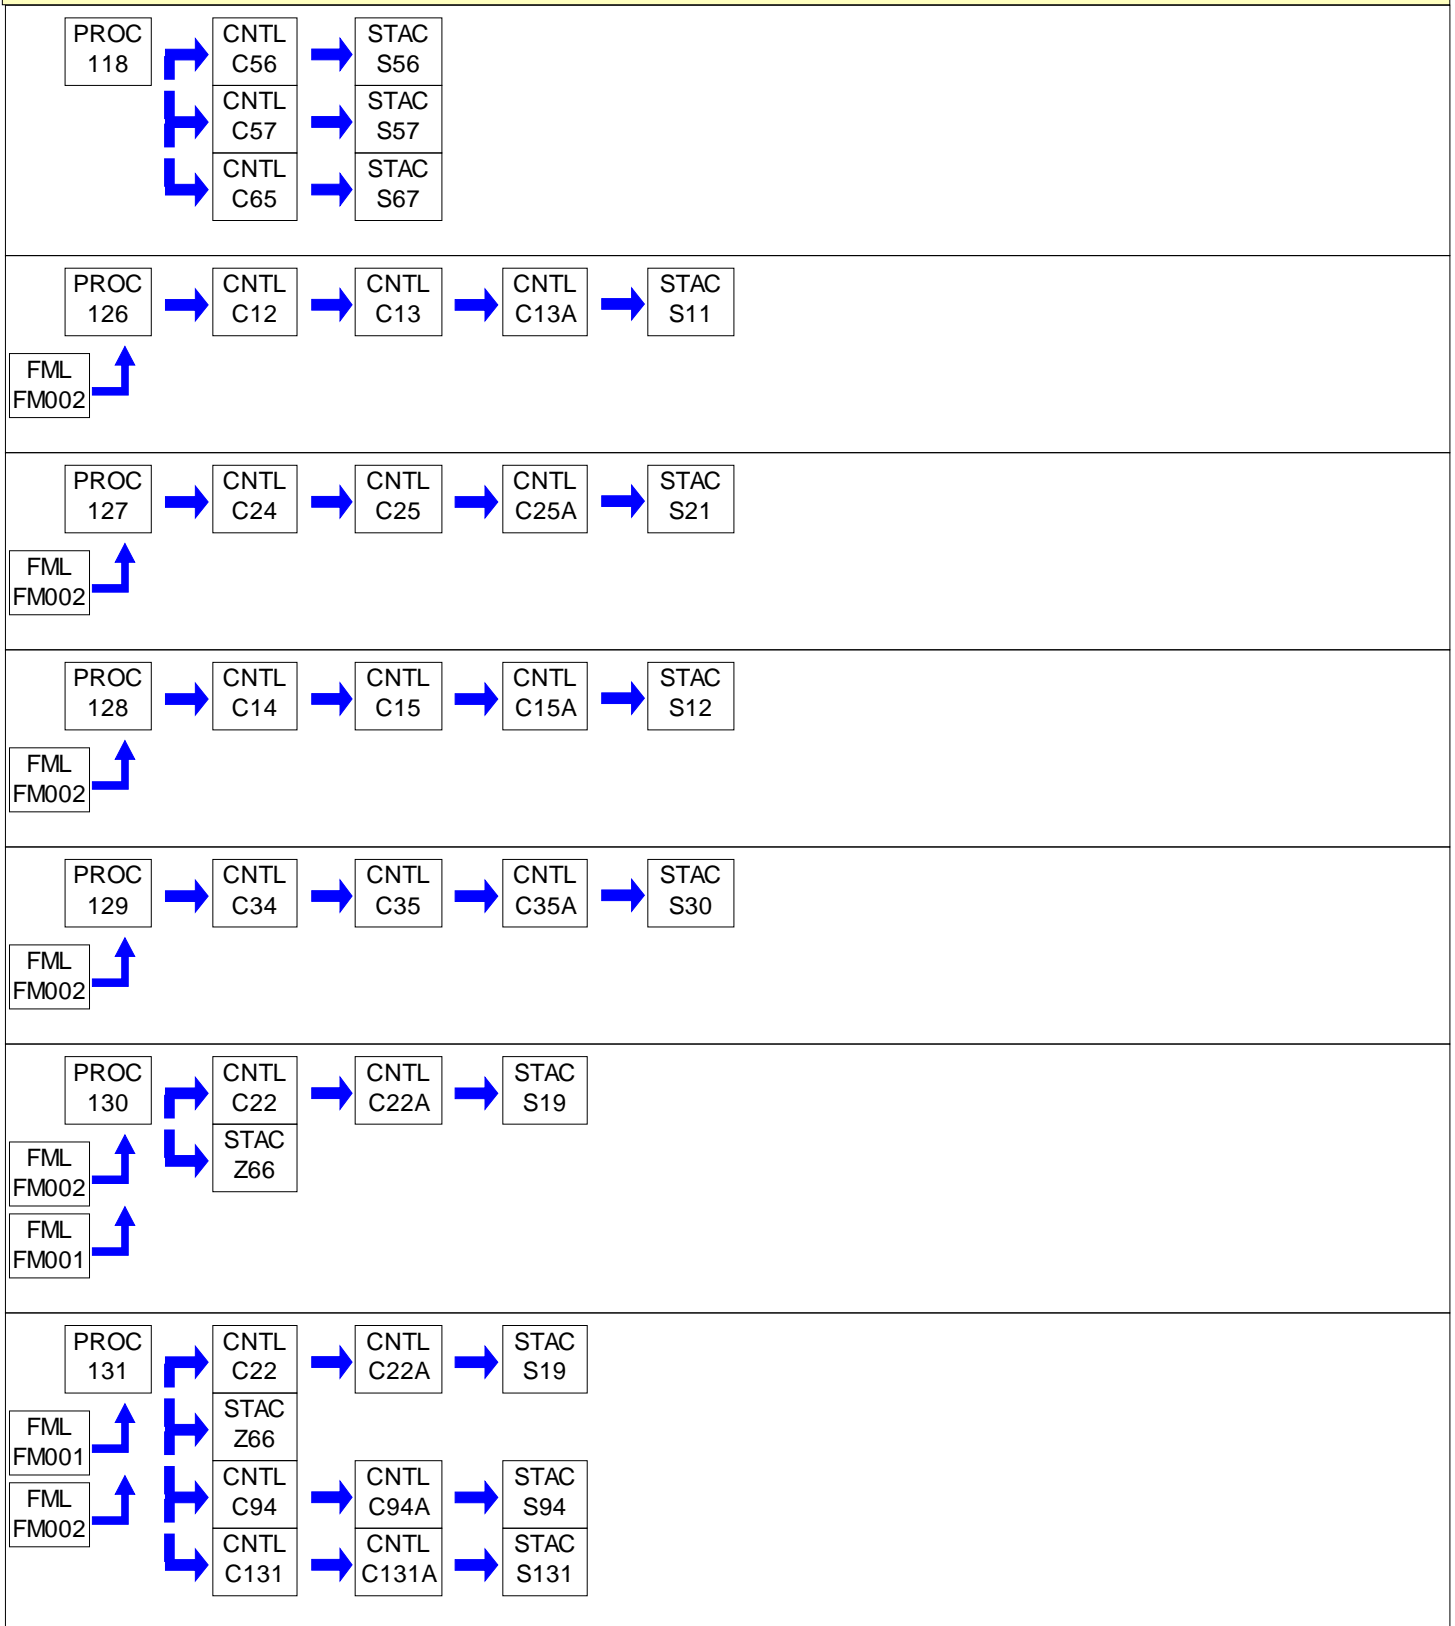 PROC
118
CNTL
C56
STAC
S56
CNTL
C57
STAC
S57
CNTL
C65
STAC
S67
PROC
126
CNTL
C12
CNTL
C13
CNTL
C13A
STAC
S11
FML
FM002
PROC
127
CNTL
C24
CNTL
C25
CNTL
C25A
STAC
S21
FML
FM002
PROC
128
CNTL
C14
CNTL
C15
CNTL
C15A
STAC
S12
FML
FM002
PROC
129
CNTL
C34
CNTL
C35
CNTL
C35A
STAC
S30
FML
FM002
PROC
130
CNTL
C22
CNTL
C22A
STAC
S19
STAC
Z66
FML
FM002
FML
FM001
PROC
131
CNTL
C22
CNTL
C22A
STAC
S19
STAC
Z66
FML
FM001
CNTL
C94
CNTL
C94A
STAC
S94
FML
FM002
CNTL
C131
CNTL
C131A
STAC
S131